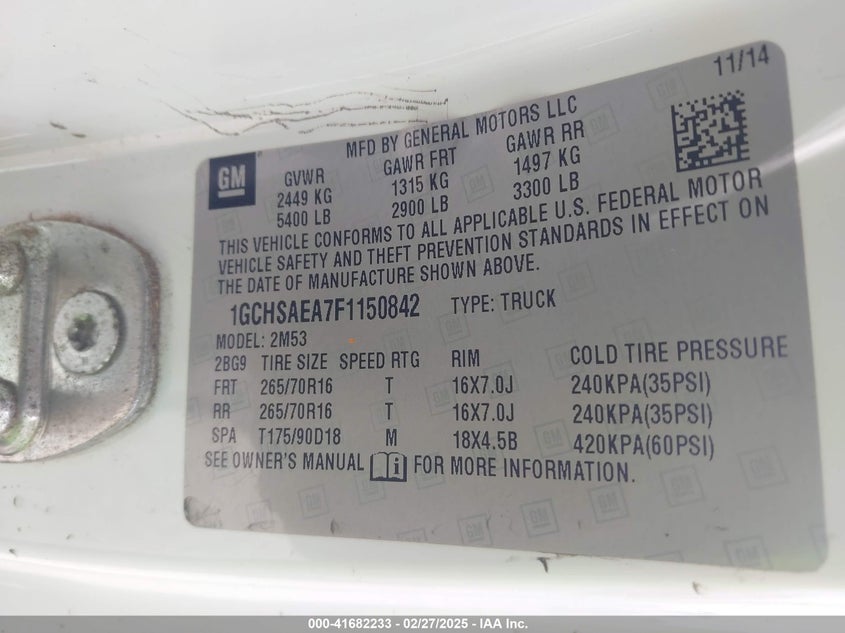 11/14
MFD BY GENERAL MOTORS LLC
GM
GVWR GAWR FRT GAWR RR
2449 KG 1315 KG 1497 KG
5400 LB 2900 LB 3300 LB
THIS VEHICLE CONFORMS TO ALL APPLICABLE U.S. FEDERAL MOTOR
VEHICLE SAFETY AND THEFT PREVENTION STANDARDS IN EFFECT ON
THE DATE OF MANUFACTURE SHOWN ABOVE.
1GCHSAEA7F1150842 TYPE: TRUCK
MODEL: 2M53
2BG9 TIRE SIZE SPEED RTG RIM COLD TIRE PRESSURE
FRT 265/70R16 T 16X7.0J 240KPA(35PSI)
RR 265/70R16 T 16X7.0J 240KPA(35PSI)
SPA T175/90D18 M 18X4.5B 420KPA(60PSI)
SEE OWNER'S MANUAL i FOR MORE INFORMATION.
000-41682233 - 02/27/2025 - IAA Inc.